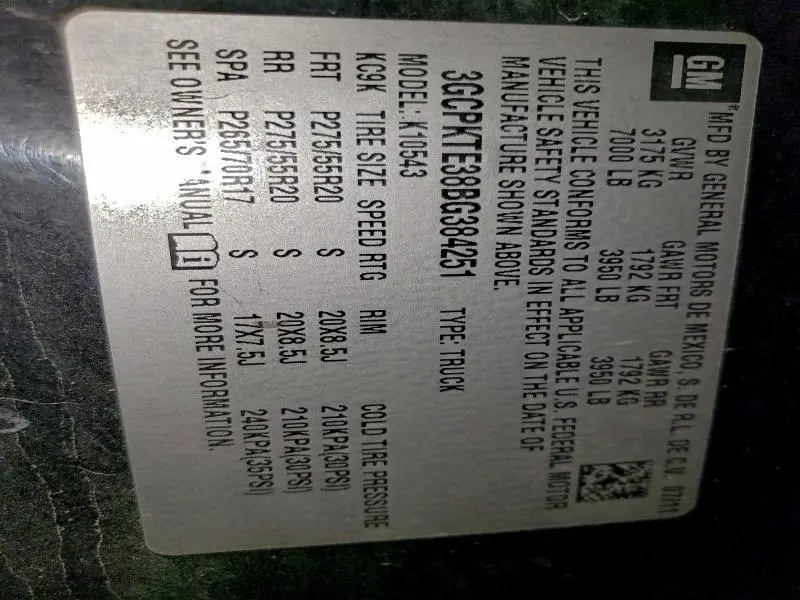 GM
®MFD BY GENERAL MOTORS DE MEXICO, S. DE R.L. DE C.V. 07/11
GVWR GAWR FRT GAWR RR
3175 KG 1792 KG 1792 KG
7000 LB 3950 LB 3950 LB
THIS VEHICLE CONFORMS TO ALL APPLICABLE U.S. FEDERAL MOTOR
VEHICLE SAFETY STANDARDS IN EFFECT ON THE DATE OF
MANUFACTURE SHOWN ABOVE.
3GCPKTE38BG384251 TYPE: TRUCK
MODEL: K10543
KC9K TIRE SIZE SPEED RTG RIM COLD TIRE PRESSURE
FRT P275/55R20 S 20X8.5J 210KPA(30PSI)
RR P275/55R20 S 20X8.5J 210KPA(30PSI)
SPA P265/70R17 S 17X7.5J 240KPA(35PSI)
SEE OWNER'S MANUAL FOR MORE INFORMATION.